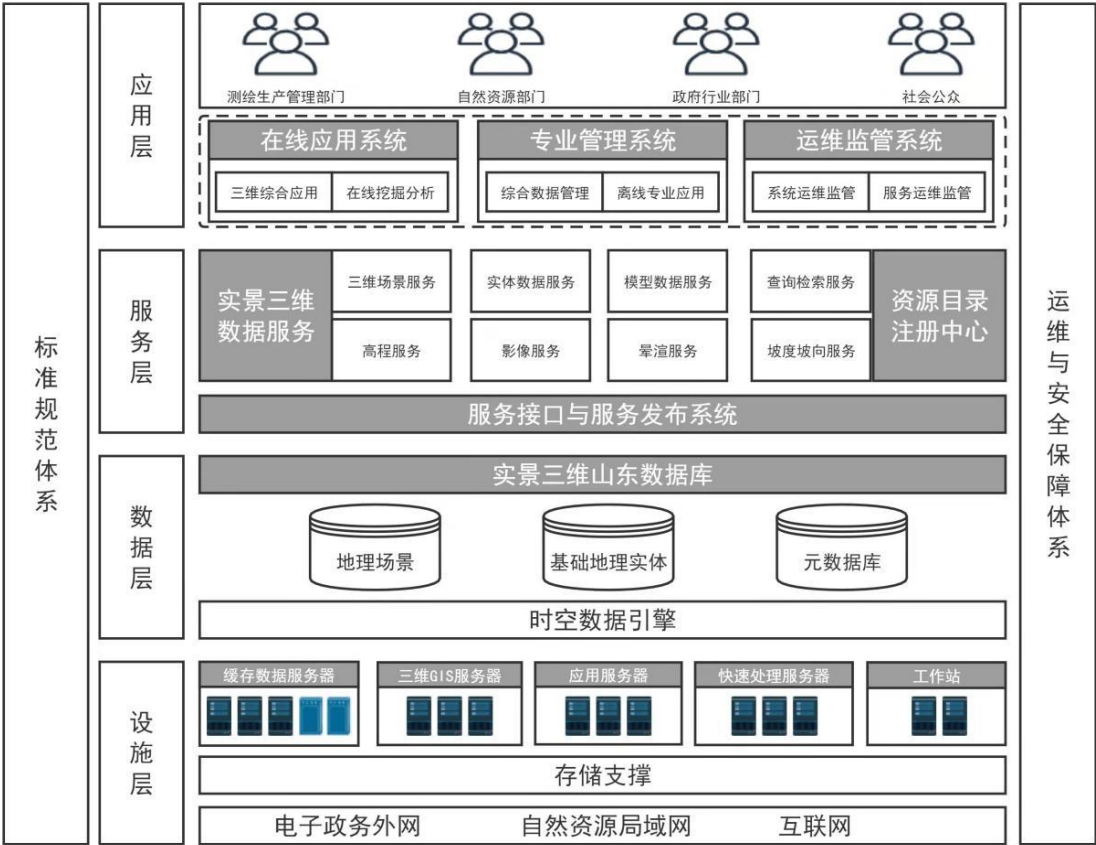 标准规范体系
应用层
测绘生产管理部门
自然资源部门
政府行业部门
社会公众
在线应用系统
专业管理系统
运维监管系统
三维综合应用
在线挖掘分析
综合数据管理
离线专业应用
系统运维监管
服务运维监管
服务层
实景三维
数据服务
三维场景服务
实体数据服务
模型数据服务
查询检索服务
高程服务
影像服务
晕渲服务
坡度坡向服务
资源目录
注册中心
服务接口与服务发布系统
数据层
实景三维山东数据库
地理场景
基础地理实体
元数据库
时空数据引擎
设施层
缓存数据服务器
三维GIS服务器
应用服务器
快速处理服务器
工作站
存储支撑
电子政务外网
自然资源局域网
互联网
运维与安全保障体系